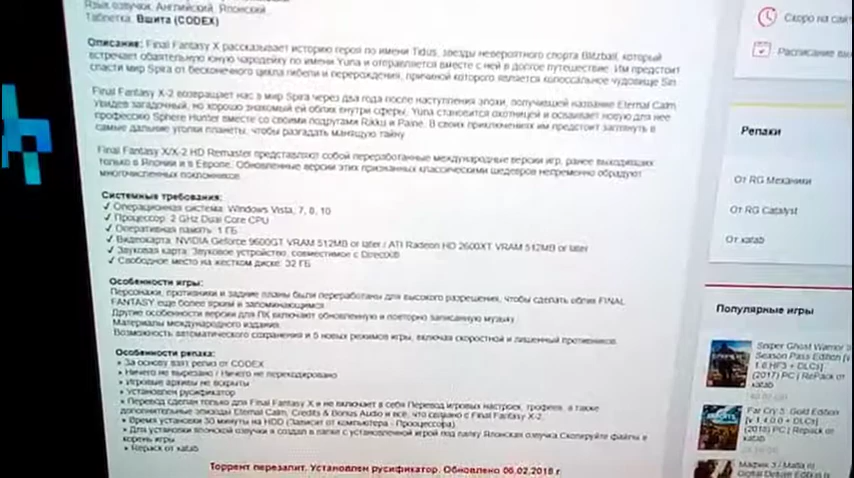 Язык озвучки: Английский, Японский
Таблетка: Вшита (CODEX)
Описание: Final Fantasy X рассказывает историю героя по имени Tidus, звезды невероятного спорта Blitzball, который
встречает обаятельную юную чародейку по имени Yuna и отправляется вместе с ней в долгое путешествие. Им предстоит
спасти мир Spira от бесконечного цикла гибели и перерождения, причиной которого является колоссальное чудовище Sin.
Final Fantasy X-2 возвращает нас в мир Spira через два года после наступления эпохи, получившей название Eternal Calm.
Увидев загадочный, но хорошо знакомый ей облик внутри сферы, Yuna становится охотницей и осваивает новую для нее
профессию Sphere Hunter вместе со своими подругами Rikku и Paine. В своих приключениях им предстоит заглянуть в
самые дальние уголки планеты, чтобы разгадать манящую тайну.
Final Fantasy X/X-2 HD Remaster представляют собой переработанные международные версии игр, ранее выходивших
только в Японии и в Европе. Обновленные версии этих признанных классическими шедевров непременно обрадуют
многочисленных поклонников.
Системные требования:
✓ Операционная система: Windows Vista, 7, 8, 10
✓ Процессор: 2 GHz Dual Core CPU
✓ Оперативная память: 1 ГБ
✓ Видеокарта: NVIDIA Geforce 9600GT VRAM 512MB or later / ATI Radeon HD 2600XT VRAM 512MB or later
✓ Звуковая карта: Звуковое устройство, совместимое с DirectX®
✓ Свободное место на жестком диске: 32 ГБ
Особенности игры:
Персонажи, противники и задние планы были переработаны для высокого разрешения, чтобы сделать облик FINAL
FANTASY еще более ярким и запоминающимся.
Другие особенности версии для ПК включают обновленную и повторно записанную музыку.
Материалы международного издания.
Возможность автоматического сохранения и 5 новых режимов игры, включая скоростной и лишенный противников.
Особенности репака:
» За основу взят релиз от CODEX
» Ничего не вырезано / Ничего не перекодировано
» Игровые архивы не вскрыты
» Установлен русификатор
» Перевод сделан только для Final Fantasy X и не включает в себя Перевод игровых настроек, трофеев, а также
дополнительные эпизоды Eternal Calm, Credits & Bonus Audio и всё, что связано с Final Fantasy X-2.
» Время установки 30 минуты на HDD (Зависит от компьютера - Процессора)
» Для установки японской озвучки я создал в папке с установленной игрой под папку Японская озвучка Скопируйте файлы в
корень игры
» Repack от xatab
Торрент перезалит. Установлен русификатор. Обновлено 06.02.2018 г
Скоро на сай
Расписание вы
Репаки
От RG Механики
От RG Catalyst
От xatab
Популярные игры
Sniper Ghost Warrior 3
Season Pass Edition [v
1.8.HF3 + DLCs]
(2017) PC | RePack от
xatab
Far Cry 5: Gold Edition
[v 1.4.0.0 + DLCs]
(2018) PC | Repack от
xatab
Мафия 3 / Mafia III
Digital Deluxe Edition [v